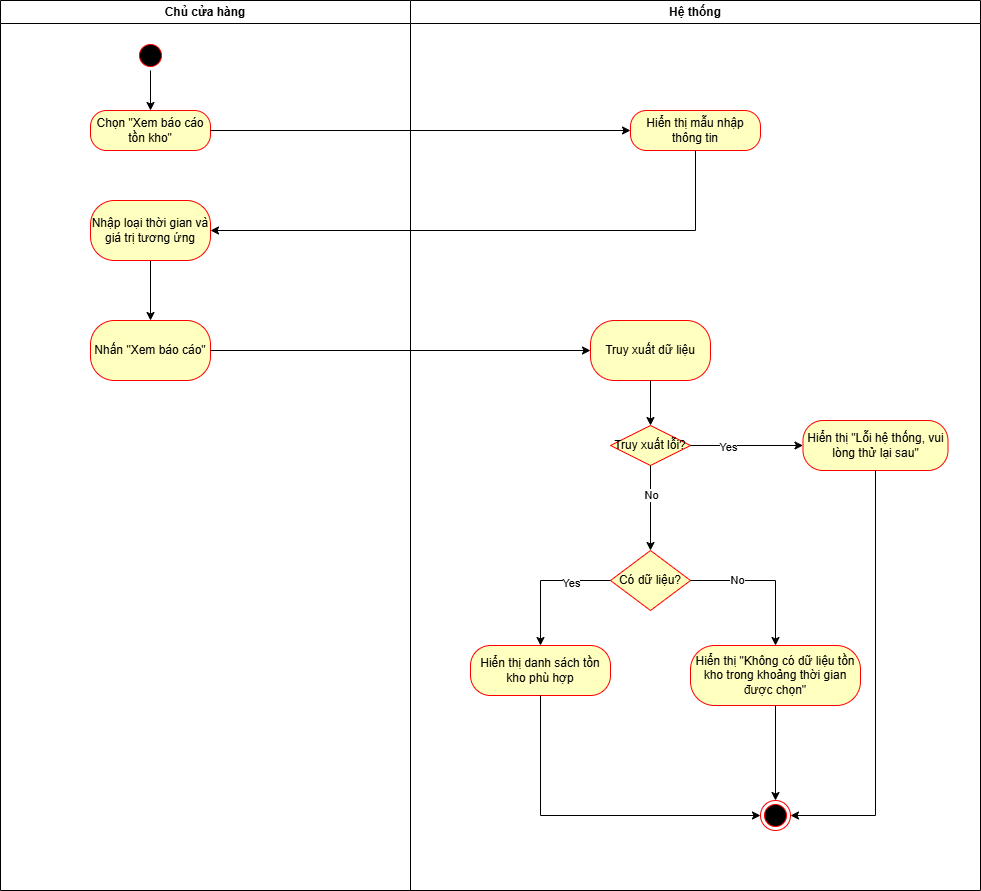 Chủ cửa hàng
Hệ thống
Chọn "Xem báo cáo
tồn kho"
Hiển thị mẫu nhập
thông tin
Nhập loại thời gian và
giá trị tương ứng
Nhấn "Xem báo cáo"
Truy xuất dữ liệu
Truy xuất lỗi?
Yes
Hiển thị "Lỗi hệ thống, vui
lòng thử lại sau"
No
Có dữ liệu?
Yes
No
Hiển thị danh sách tồn
kho phù hợp
Hiển thị "Không có dữ liệu tồn
kho trong khoảng thời gian
được chọn"